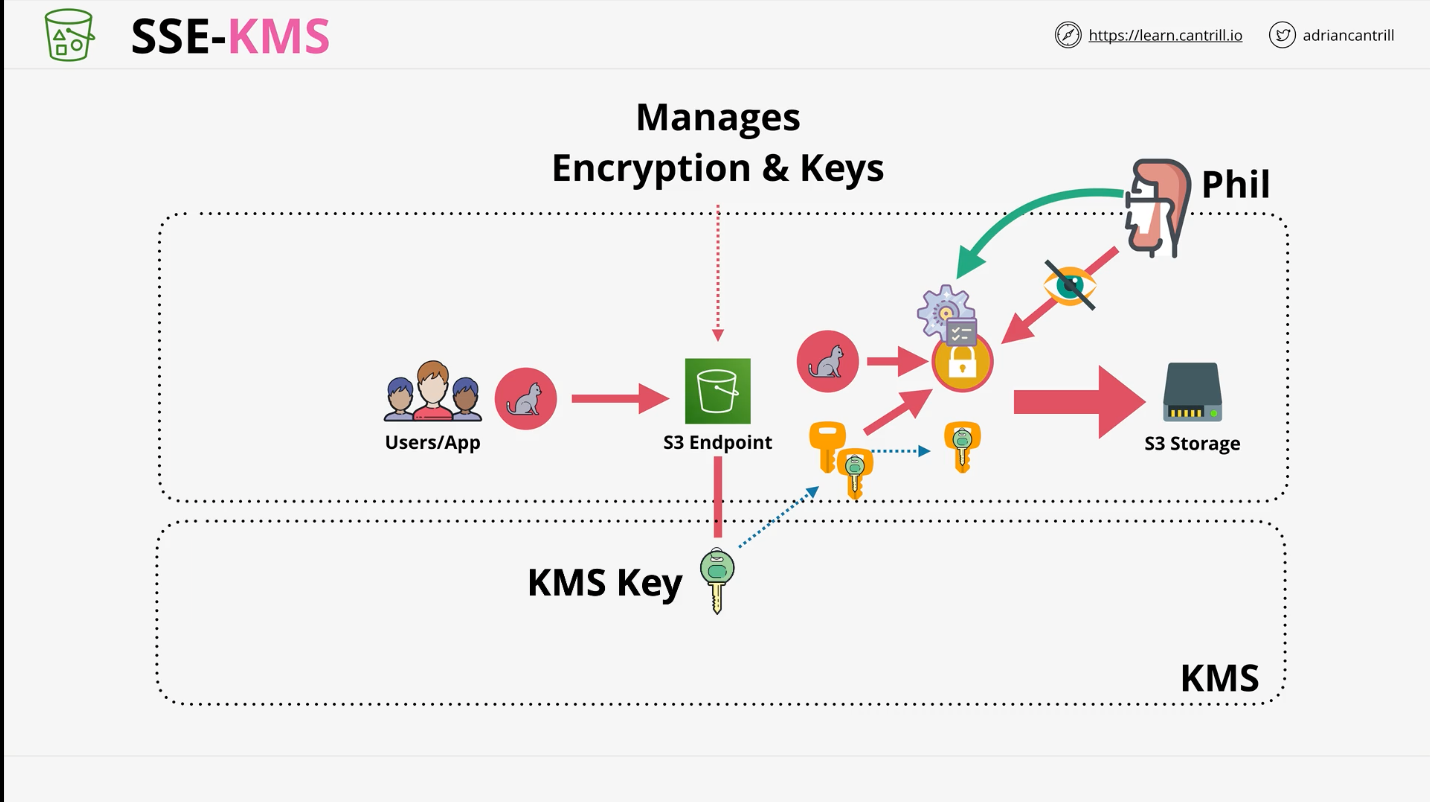 SSE-KMS
https://learn.cantrill.io
adriancantrill
Manages
Encryption & Keys
Phil
Users/App
S3 Endpoint
S3 Storage
KMS Key
KMS